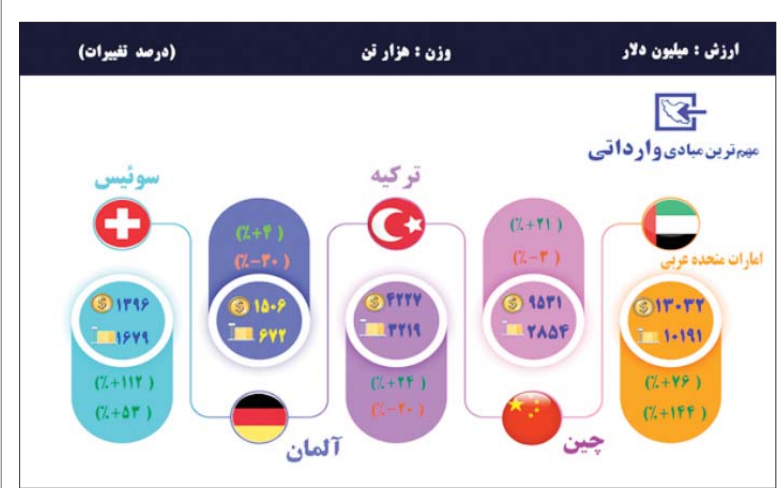 ارزش : میلیون دلار
وزن : هزار تن
(درصد تغییرات)
مهم‌ترین مبادی وارداتی
امارات متحده عربی
۱۳۰۳۲
۱۰۱۹۱
(٪+۷۶ )
(٪+۱۴۴ )
چین
(٪+۲۱ )
(٪-۳ )
۹۵۳۱
۲۸۵۴
ترکیه
۴۲۲۷
۳۲۱۹
(٪+۲۴ )
(٪-۲۰ )
آلمان
(٪+۴ )
(٪-۳۰ )
۱۵۰۶
۶۷۲
سوئیس
۱۳۹۶
۱۶۷۹
(٪+۱۱۲ )
(٪+۵۳ )